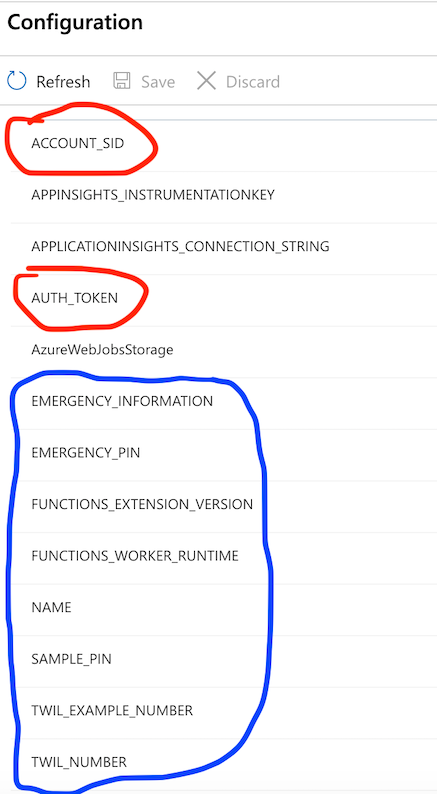 Configuration
Refresh Save Discard
ACCOUNT_SID
APPINSIGHTS_INSTRUMENTATIONKEY
APPLICATIONINSIGHTS_CONNECTION_STRING
AUTH_TOKEN
AzureWebJobsStorage
EMERGENCY_INFORMATION
EMERGENCY_PIN
FUNCTIONS_EXTENSION_VERSION
FUNCTIONS_WORKER_RUNTIME
NAME
SAMPLE_PIN
TWIL_EXAMPLE_NUMBER
TWIL_NUMBER